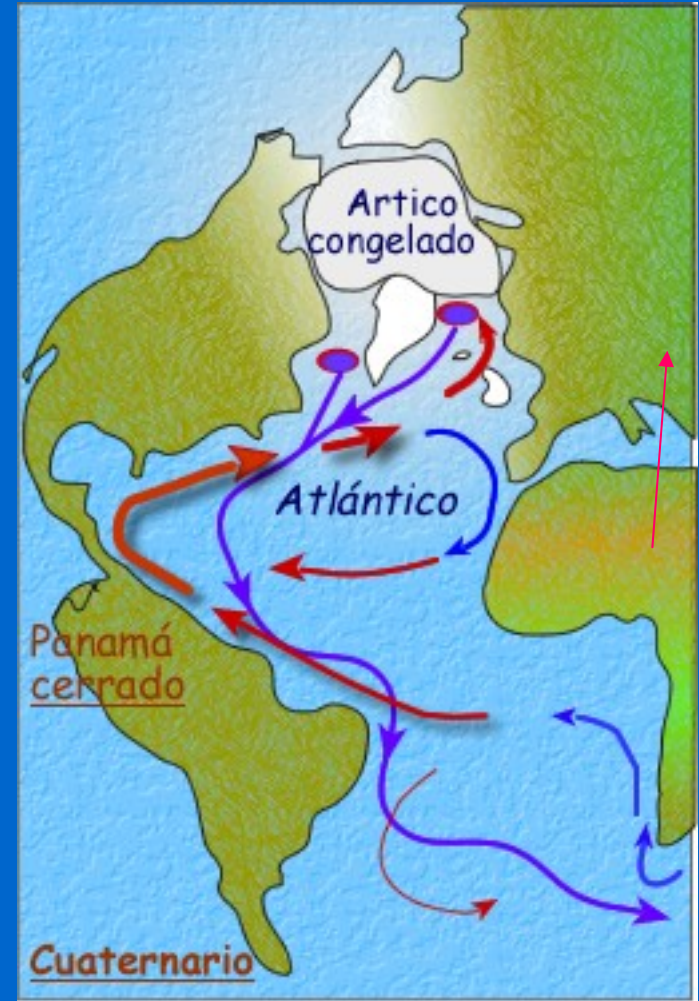 Artico
congelado
Atlántico
Panamá
cerrado
Cuaternario